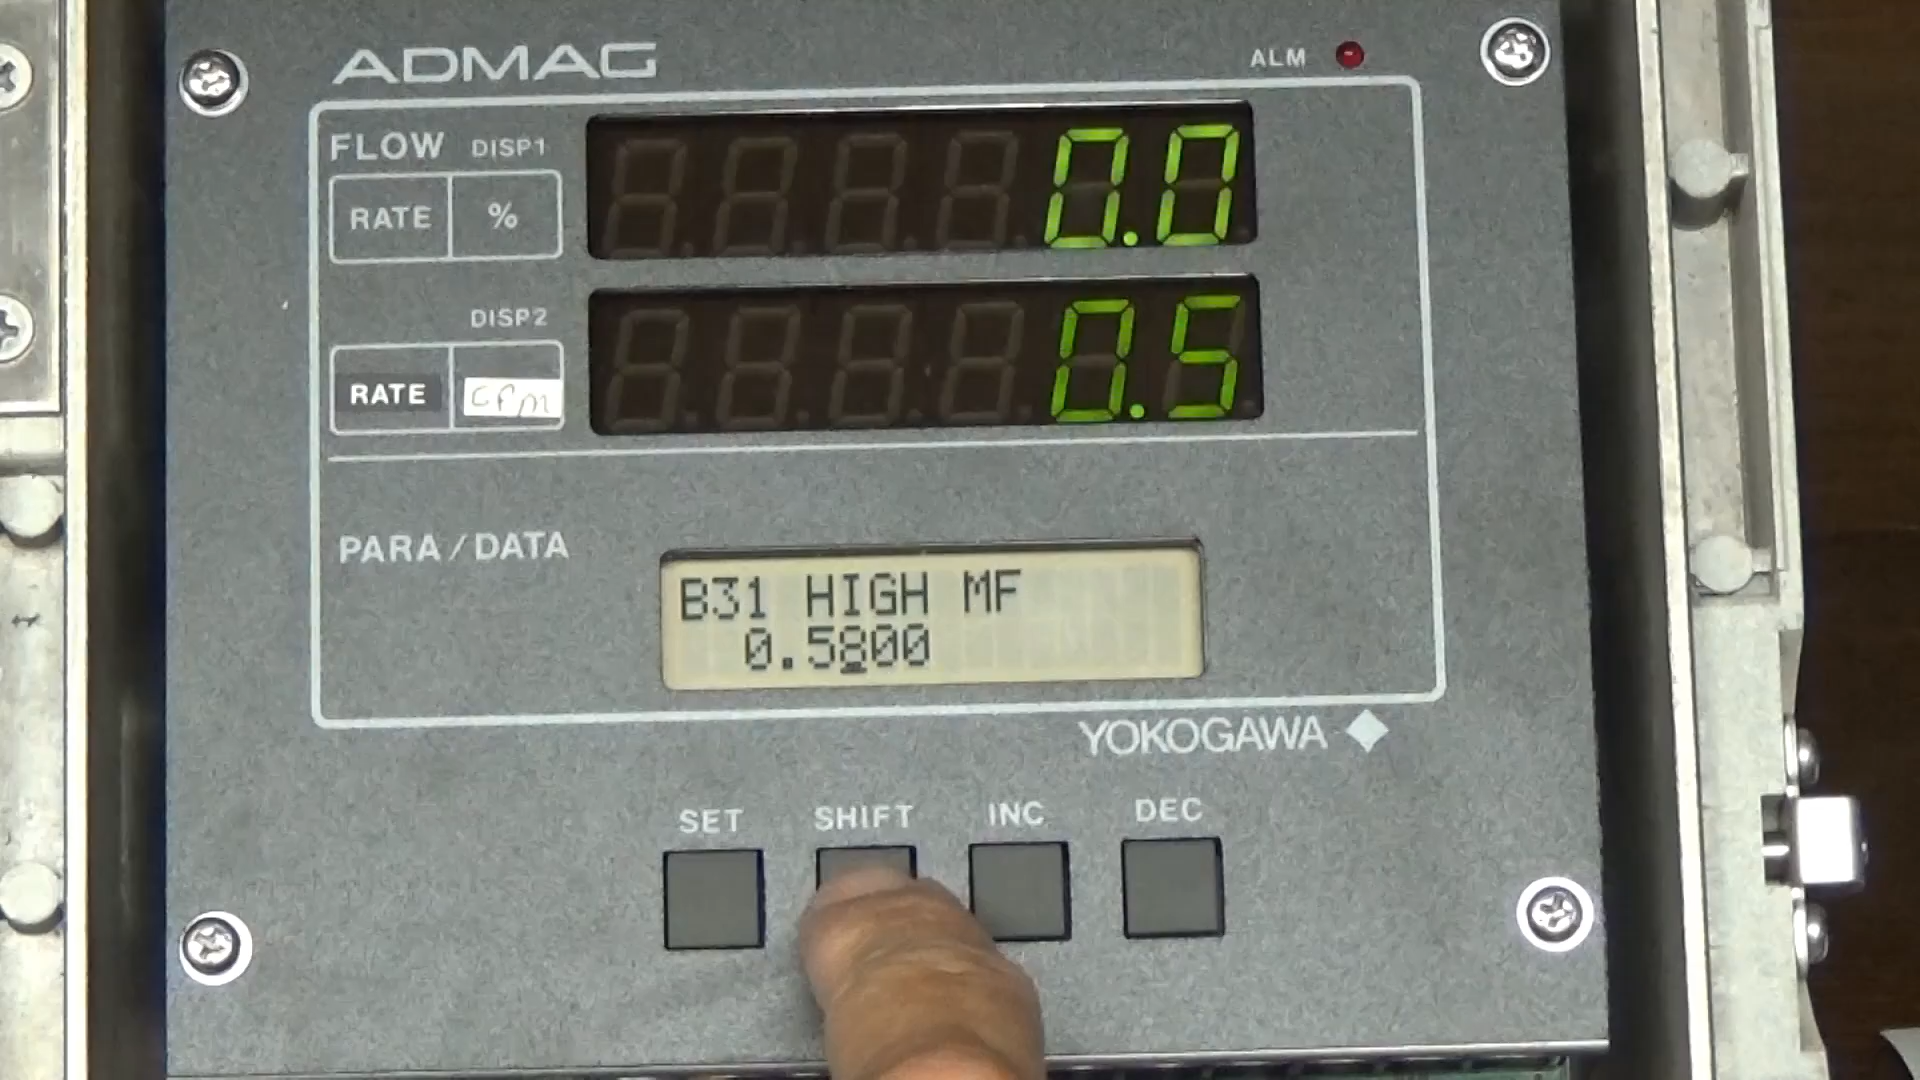 ADMAG
ALM
FLOW DISP1
RATE % 0.0
DISP2
RATE GPM 0.5
PARA/DATA
B31 HIGH MF
0.5800
YOKOGAWA
SET SHIFT INC DEC